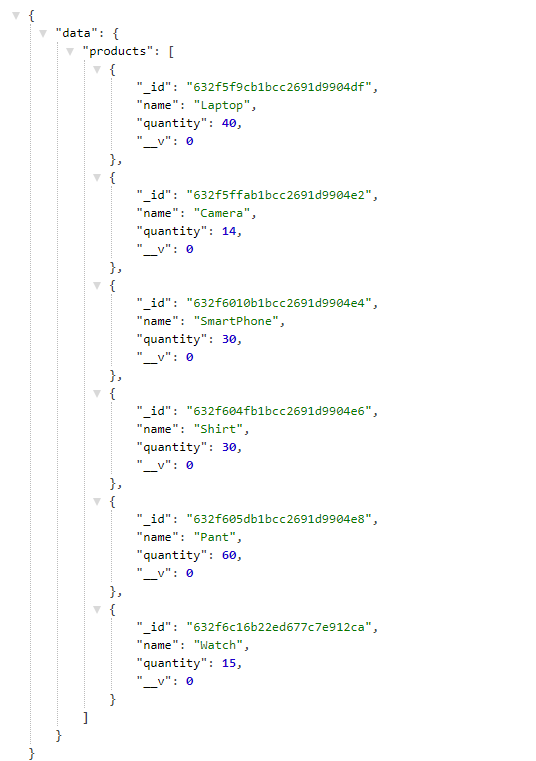 {
"data": {
"products": [
{
"_id": "632f5f9cb1bcc2691d9904df",
"name": "Laptop",
"quantity": 40,
"__v": 0
},
{
"_id": "632f5ffab1bcc2691d9904e2",
"name": "Camera",
"quantity": 14,
"__v": 0
},
{
"_id": "632f6010b1bcc2691d9904e4",
"name": "SmartPhone",
"quantity": 30,
"__v": 0
},
{
"_id": "632f604fb1bcc2691d9904e6",
"name": "Shirt",
"quantity": 30,
"__v": 0
},
{
"_id": "632f605db1bcc2691d9904e8",
"name": "Pant",
"quantity": 60,
"__v": 0
},
{
"_id": "632f6c16b22ed677c7e912ca",
"name": "Watch",
"quantity": 15,
"__v": 0
}
]
}
}